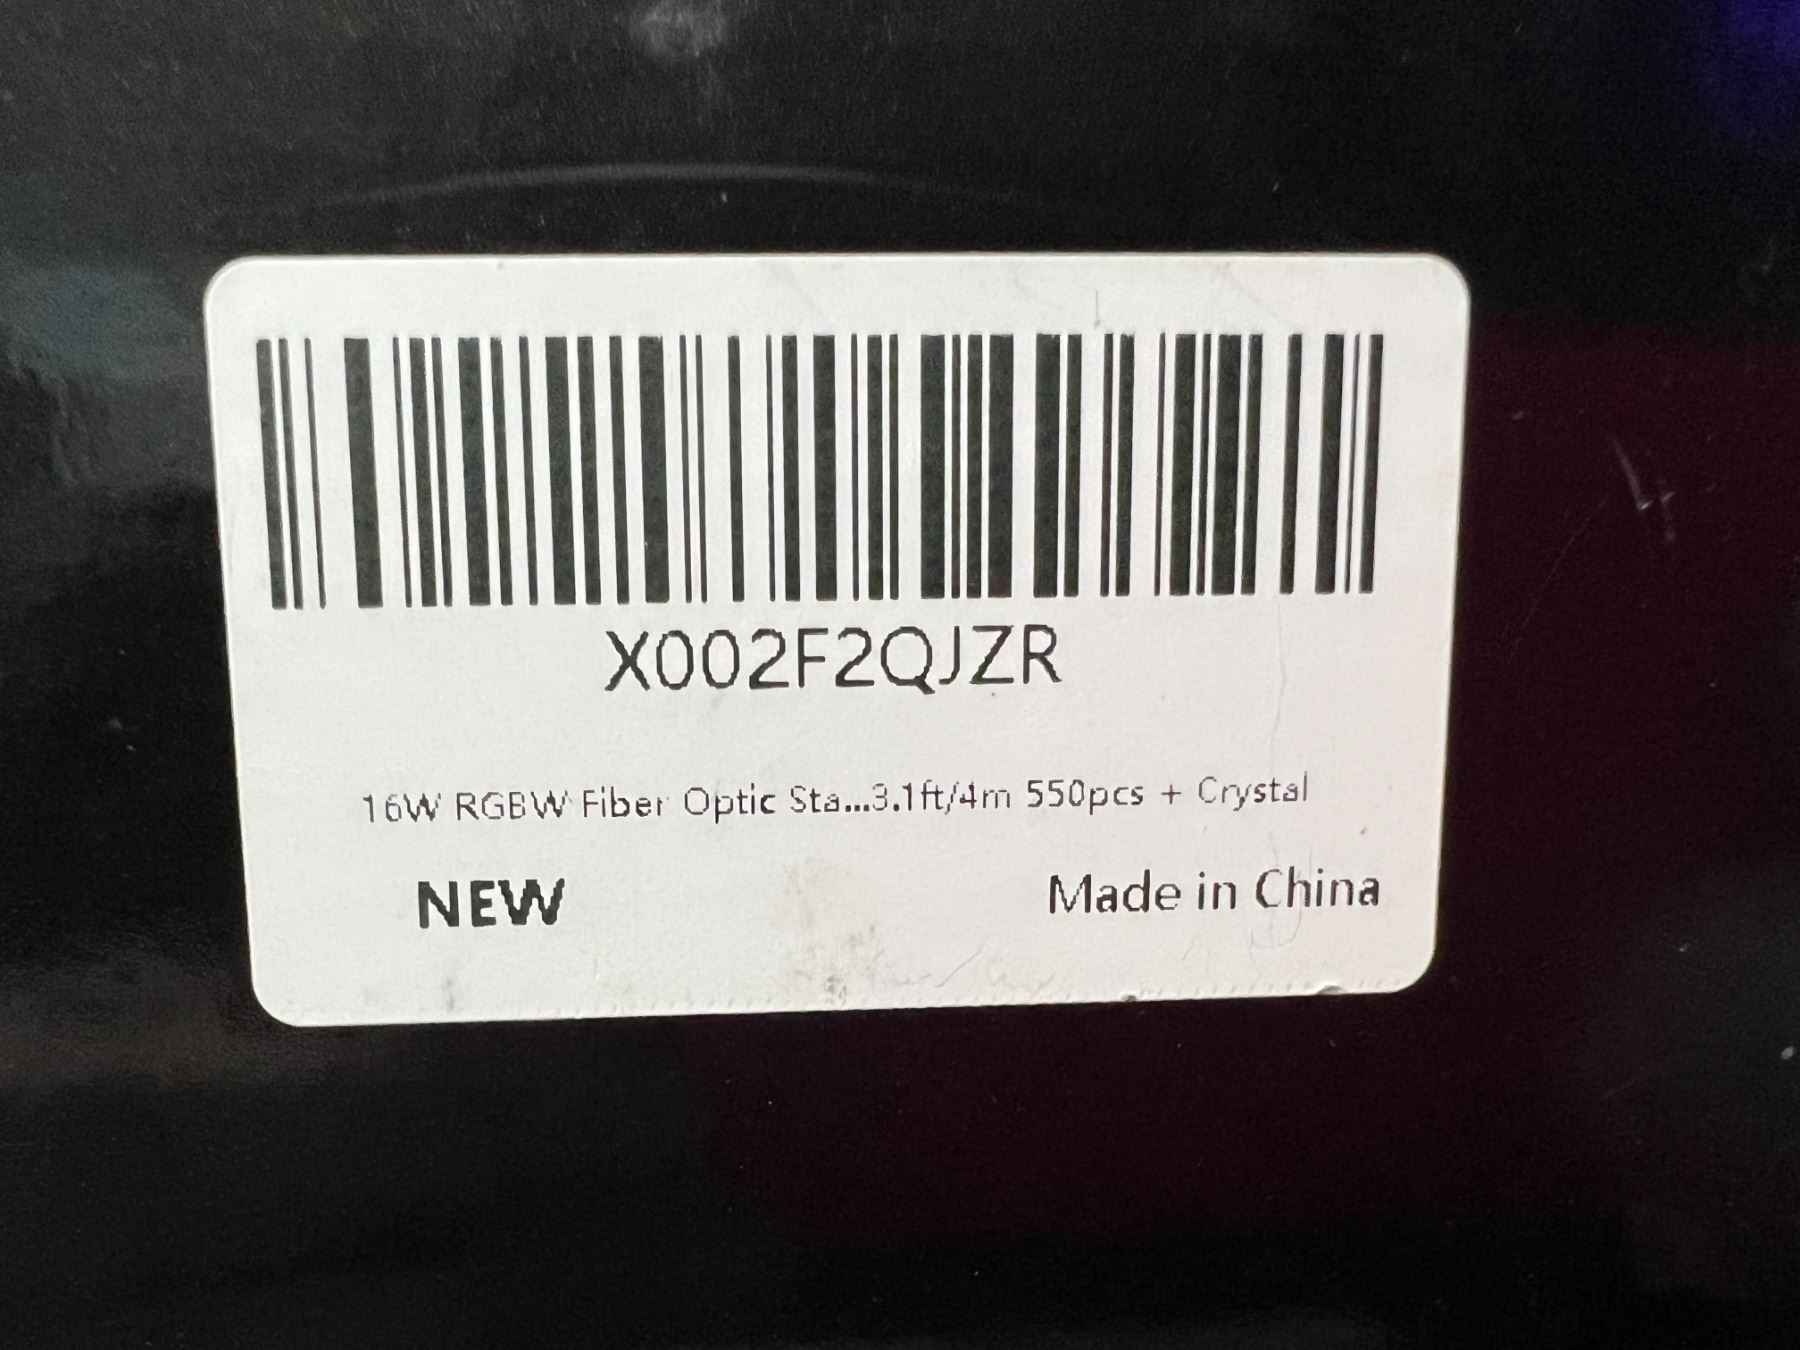 X002F2QJZR
16W RGBW Fiber Optic Sta...3.1ft/4m 550pcs + Crystal
NEW Made in China